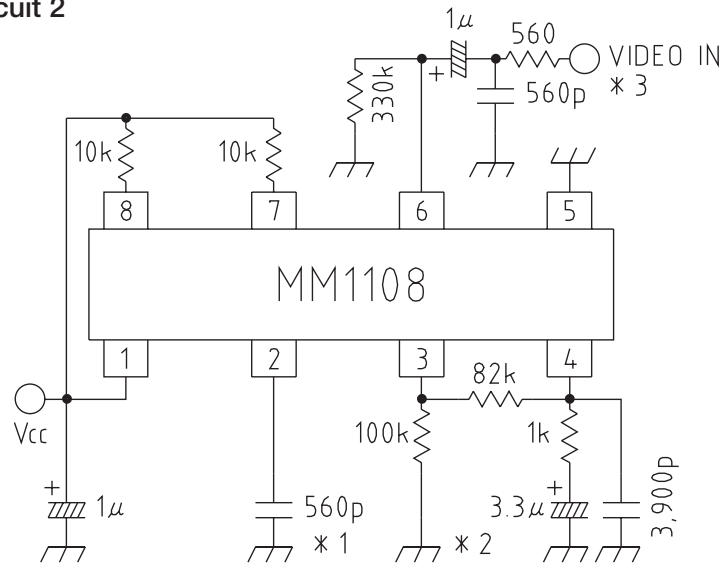 cuit 2
1μ
560
VIDEO IN
＊3
330k
+
560p
10k
10k
8
7
6
5
MM1108
1
2
3
4
82k
Vcc
100k
1k
+
1μ
560p
＊1
＊2
+
3.3μ
3,900p